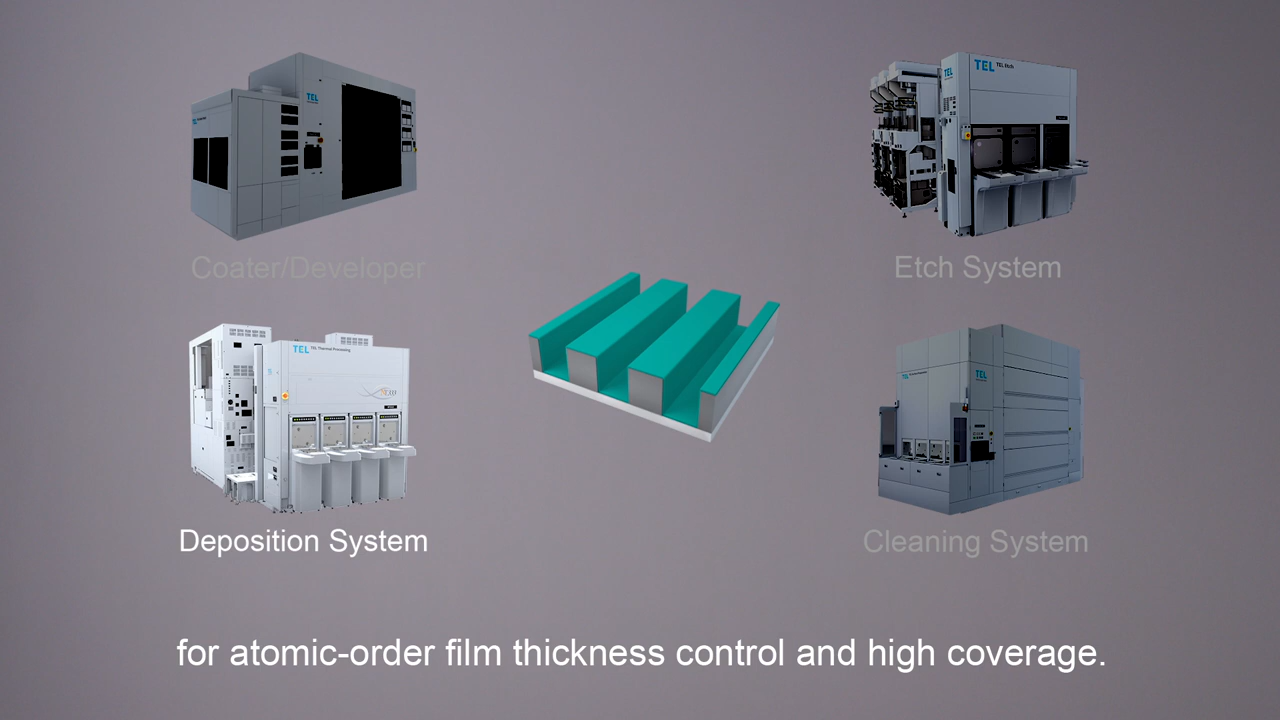 TEL
TEL
TEL TEL Etch
Coater/Developer
Etch System
TEL TEL Thermal Processing
TEL
Deposition System
Cleaning System
for atomic-order film thickness control and high coverage.